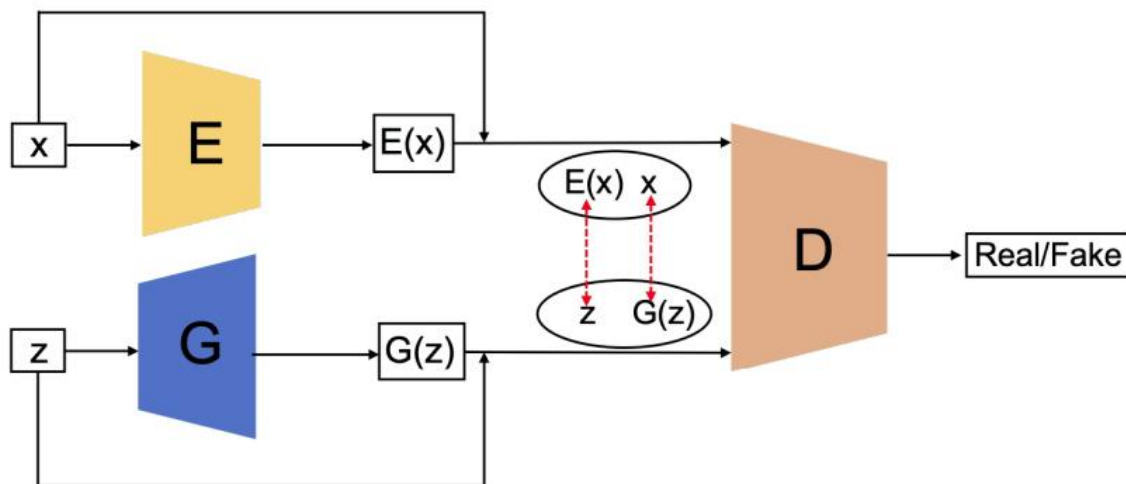 x
E
E(x)
E(x) x
z G(z)
D
Real/Fake
z
G
G(z)